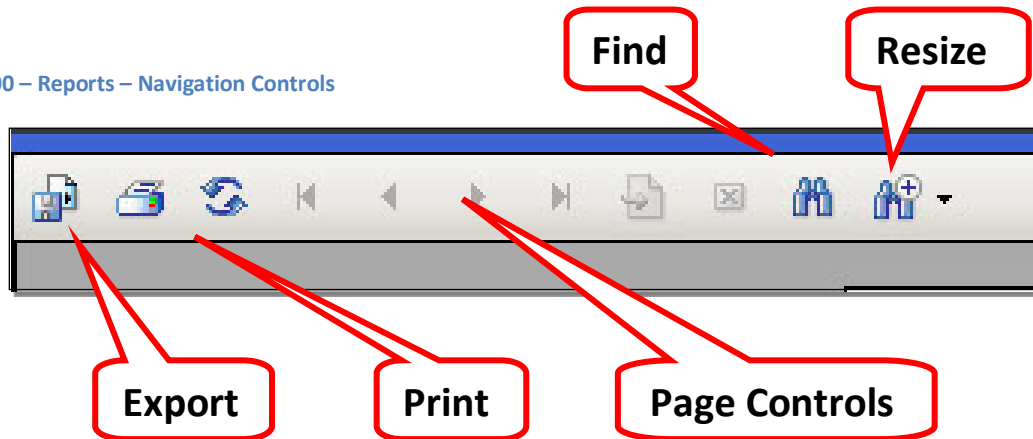 Find
Resize
00 – Reports – Navigation Controls
Export
Print
Page Controls